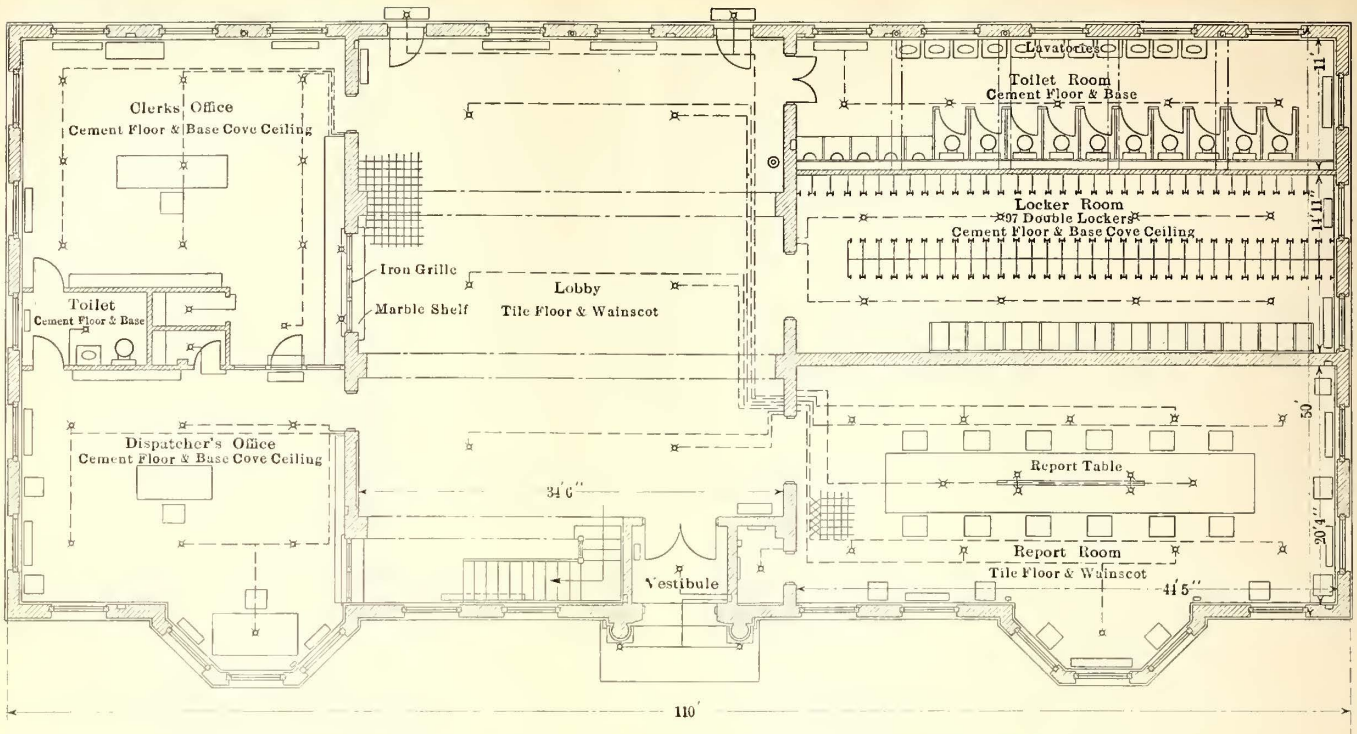 Clerks Office
Cement Floor & Base Cove Ceiling
Lavatories
Toilet Room
Cement Floor & Base
11'
Locker Room
97 Double Lockers
Cement Floor & Base Cove Ceiling
14'11"
Iron Grille
Marble Shelf
Lobby
Tile Floor & Wainscot
Toilet
Cement Floor & Base
Dispatcher's Office
Cement Floor & Base Cove Ceiling
34'6"
Vestibule
Report Table
50'
20'4"
Report Room
Tile Floor & Wainscot
44'5"
110'